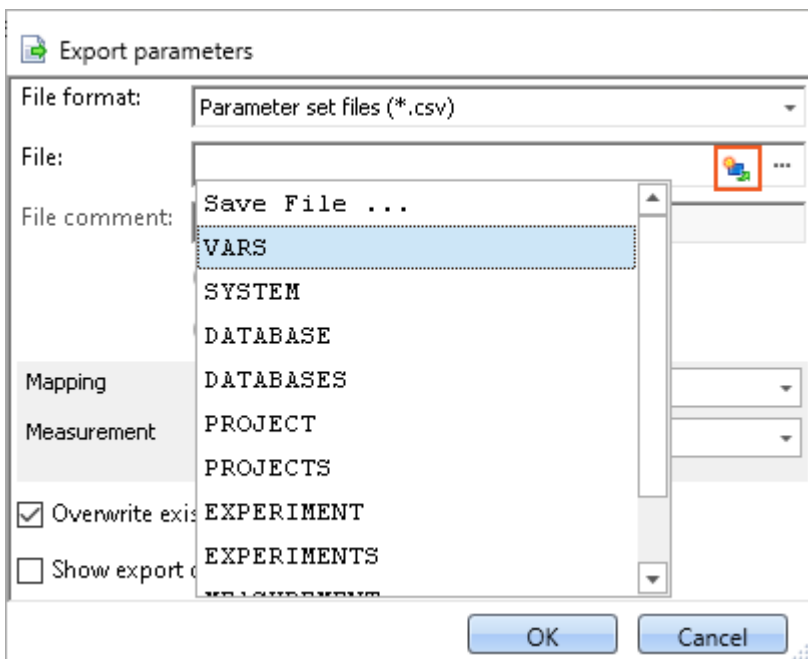 Export parameters
File format:
Parameter set files (*.csv)
File:
...
File comment:
Save File ...
VARS
SYSTEM
DATABASE
DATABASES
PROJECT
PROJECTS
EXPERIMENT
EXPERIMENTS
Mapping
Measurement
Overwrite exis
Show export
OK
Cancel